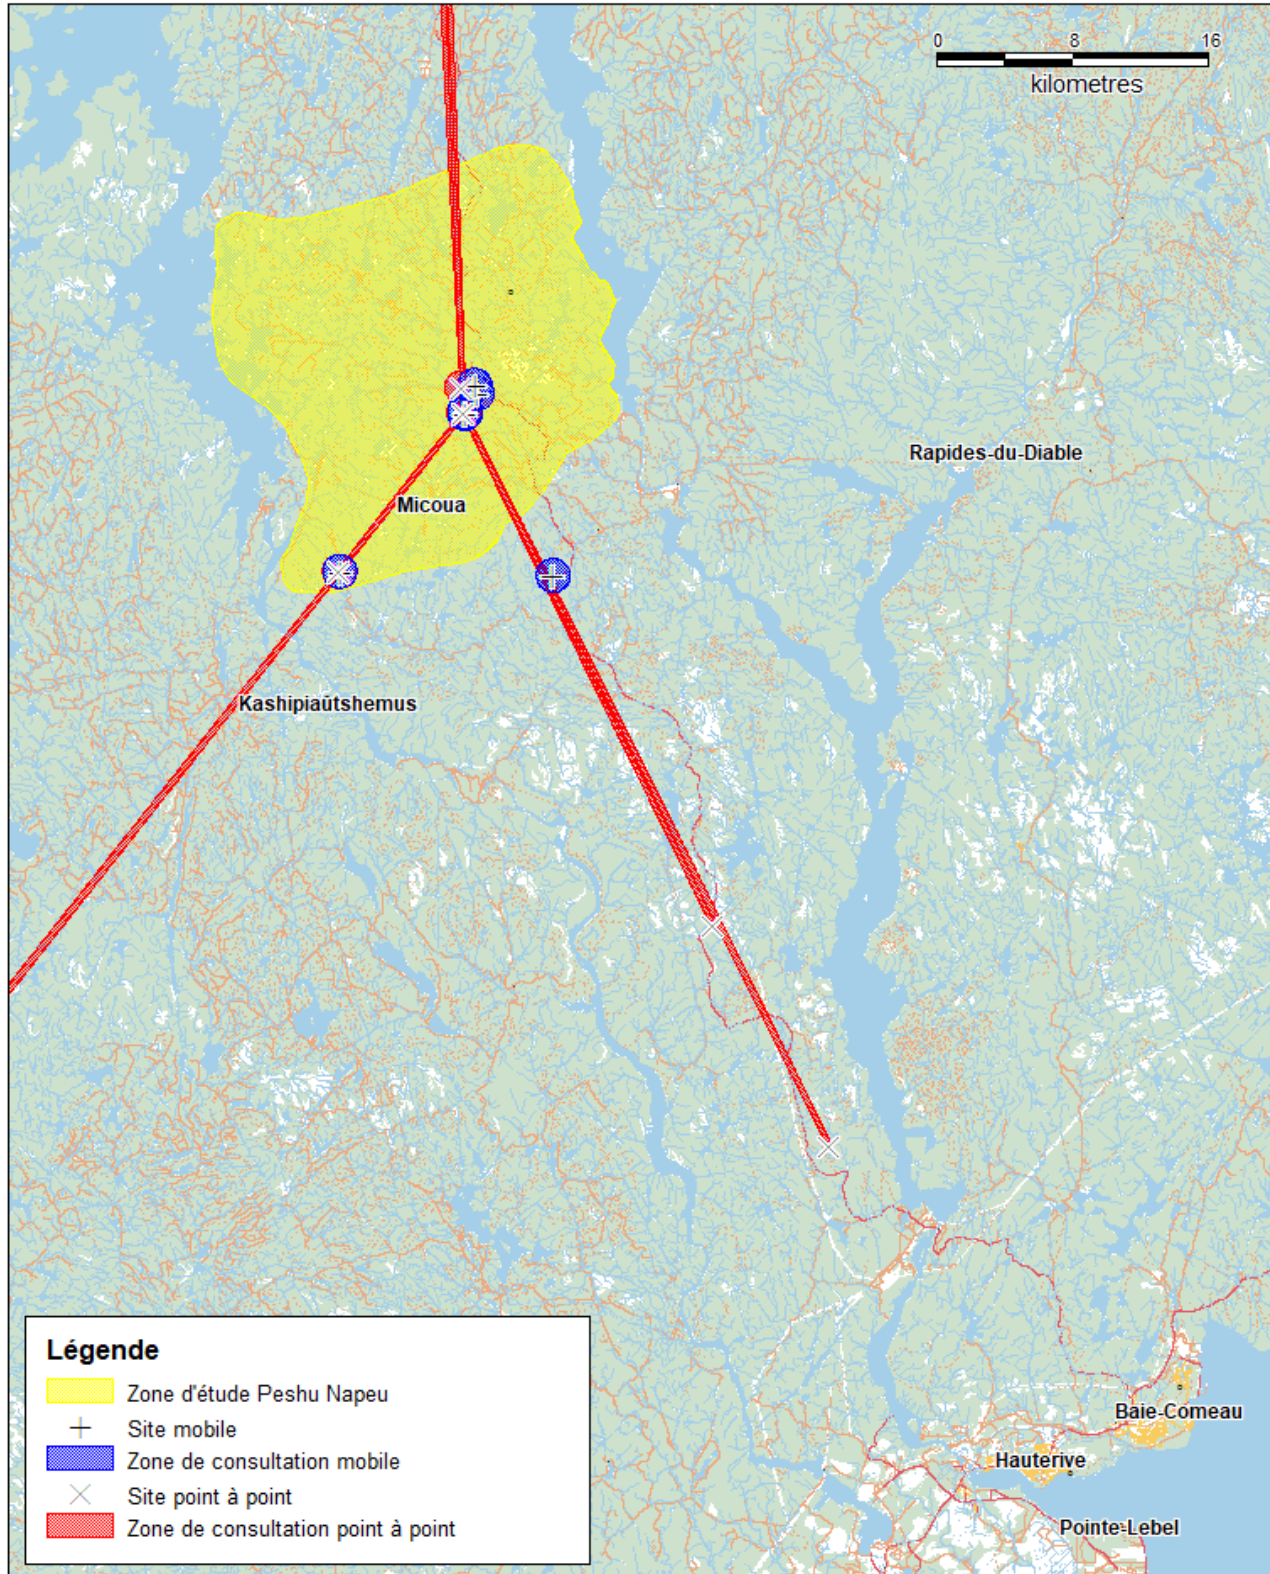 0 8 16
kilometres
Rapides-du-Diable
Micoua
Kashipiaûtshemus
Légende
Zone d'étude Peshu Napeu
Site mobile
Zone de consultation mobile
Site point à point
Zone de consultation point à point
Baie-Comeau
Hauterive
Pointe-Lebel